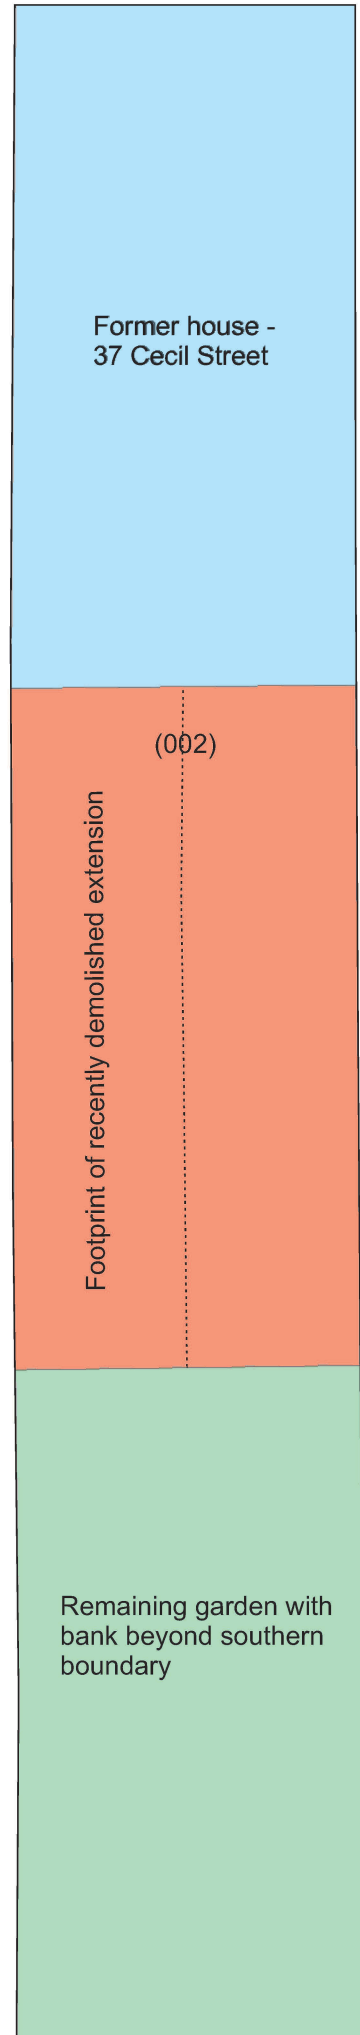 Former house -
37 Cecil Street
(002)
Footprint of recently demolished extension
Remaining garden with
bank beyond southern
boundary